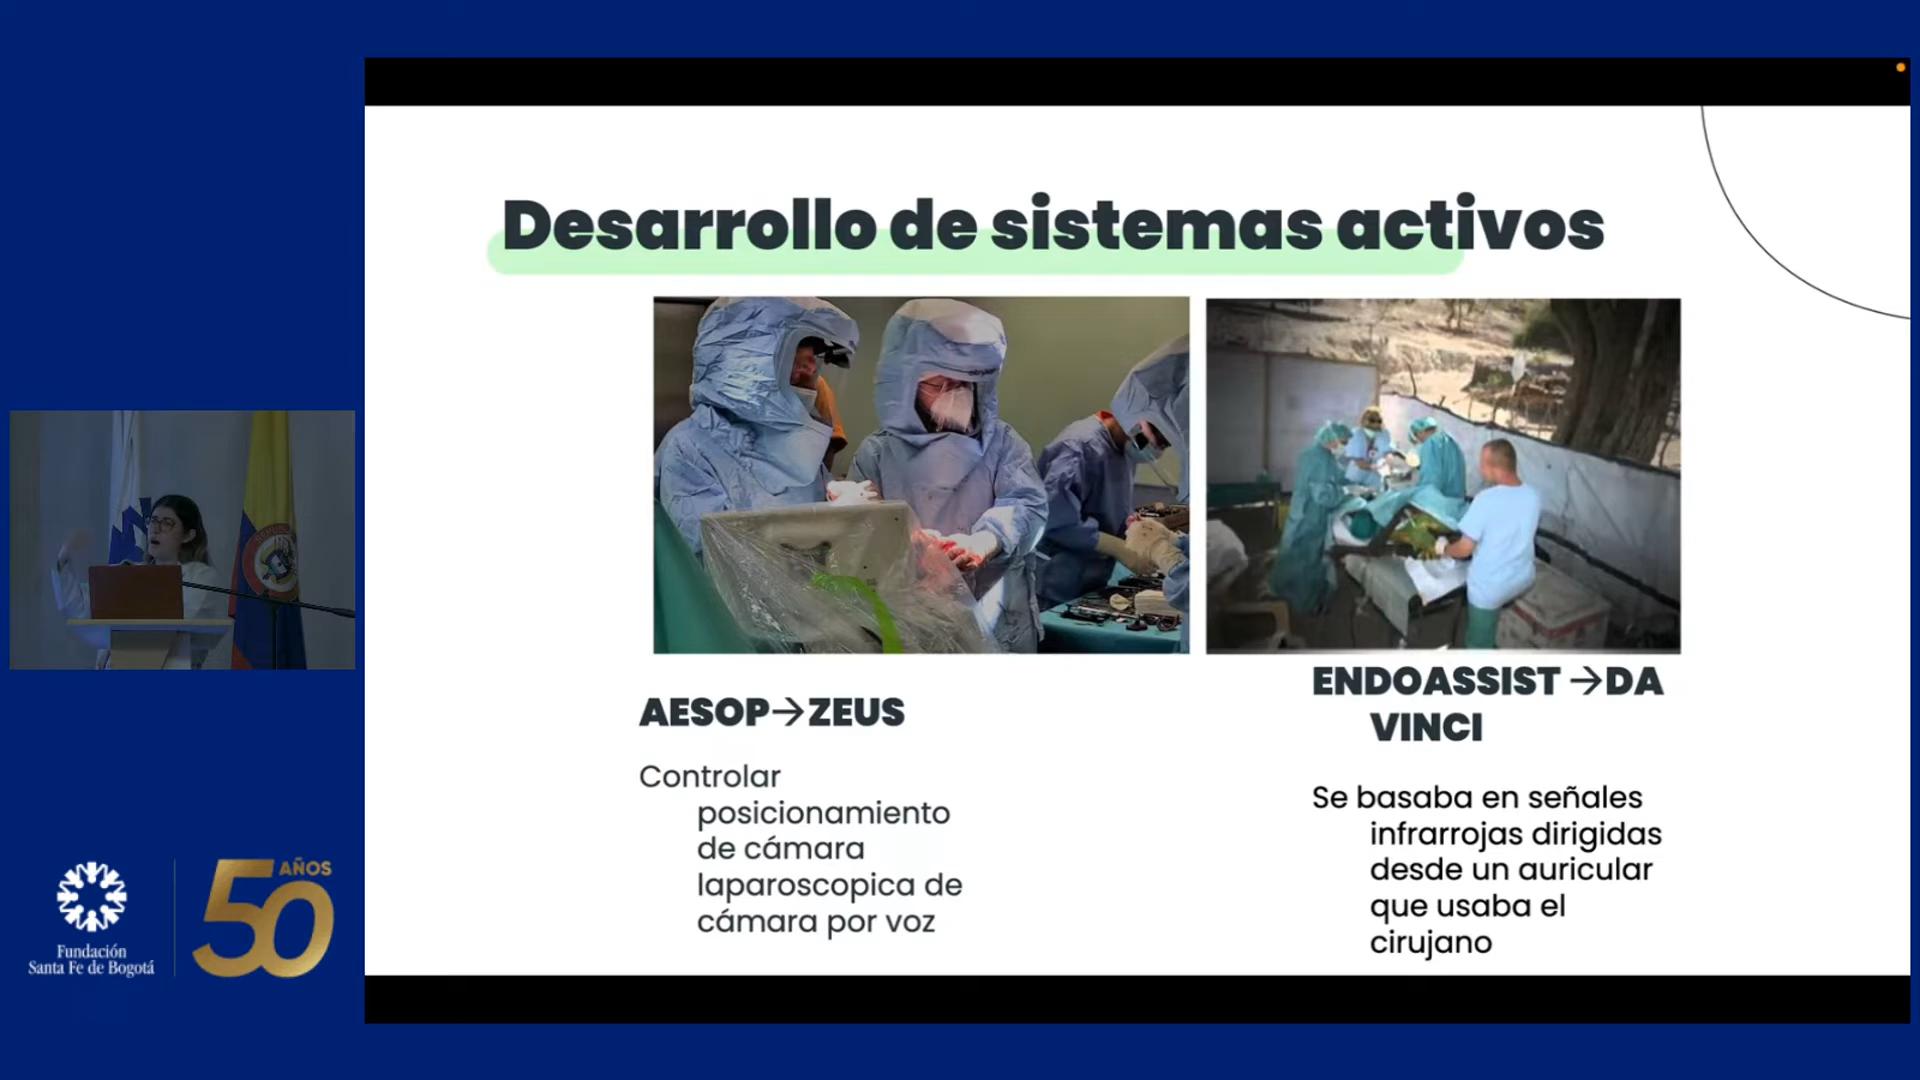 Desarrollo de sistemas activos
AESOP→ZEUS
Controlar
posicionamiento
de cámara
laparoscopica de
cámara por voz
ENDOASSIST →DA
VINCI
Se basaba en señales
infrarrojas dirigidas
desde un auricular
que usaba el
cirujano
Fundación
Santa Fe de Bogotá
50 AÑOS